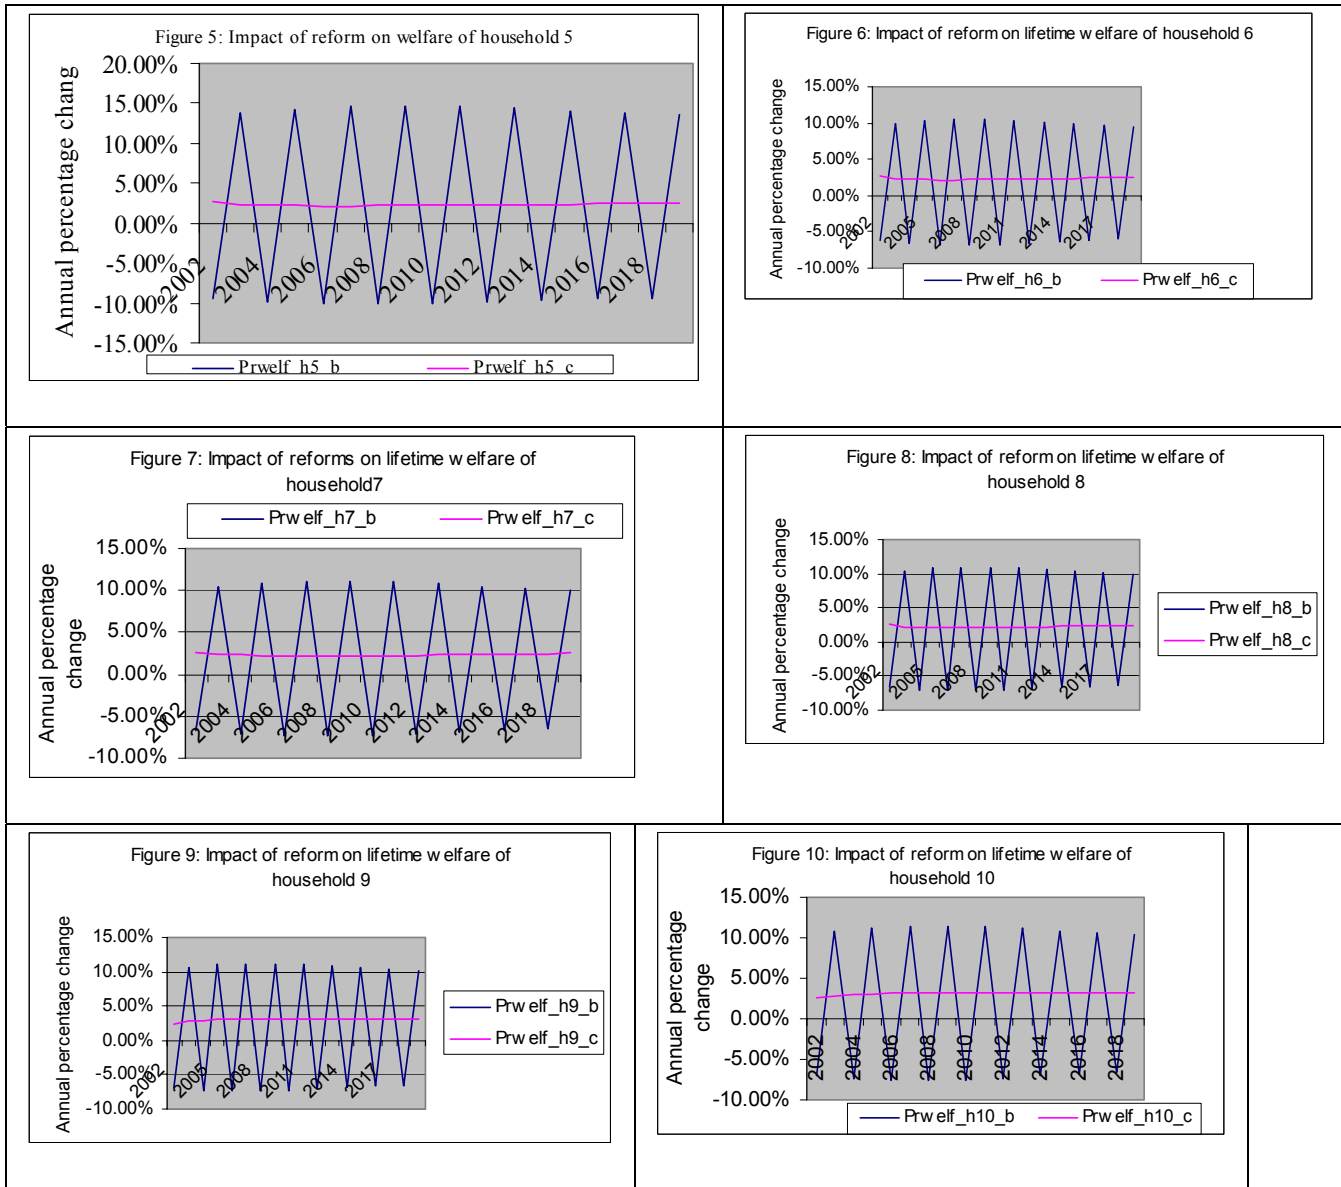 Figure 5: Impact of reform on welfare of household 5
Annual percentage chang
20.00%
15.00%
10.00%
5.00%
0.00%
-5.00%
-10.00%
-15.00%
2002
2004
2006
2008
2010
2012
2014
2016
2018
Prwelf_h5_b
Prwelf_h5_c
Figure 6: Impact of reform on lifetime welfare of household 6
Annual percentage change
15.00%
10.00%
5.00%
0.00%
-5.00%
-10.00%
2002
2005
2008
2011
2014
2017
Prwelf_h6_b
Prwelf_h6_c
Figure 7: Impact of reforms on lifetime welfare of
household7
Prwelf_h7_b
Prwelf_h7_c
Annual percentage
change
15.00%
10.00%
5.00%
0.00%
-5.00%
-10.00%
2002
2004
2006
2008
2010
2012
2014
2016
2018
Figure 8: Impact of reform on lifetime welfare of
household 8
Annual percentage change
15.00%
10.00%
5.00%
0.00%
-5.00%
-10.00%
2002
2005
2008
2011
2014
2017
Prwelf_h8_b
Prwelf_h8_c
Figure 9: Impact of reform on lifetime welfare of
household 9
Annual percentage change
15.00%
10.00%
5.00%
0.00%
-5.00%
-10.00%
2002
2005
2008
2011
2014
2017
Prwelf_h9_b
Prwelf_h9_c
Figure 10: Impact of reform on lifetime welfare of
household 10
Annual percentage
change
15.00%
10.00%
5.00%
0.00%
-5.00%
-10.00%
2002
2004
2006
2008
2010
2012
2014
2016
2018
Prwelf_h10_b
Prwelf_h10_c